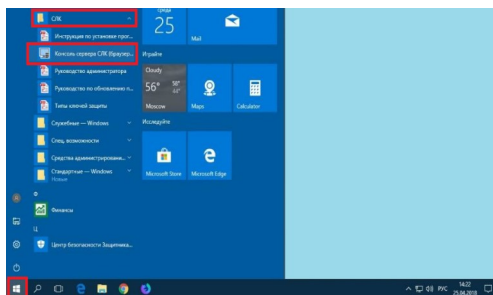 СЛК
Инструкция по установке прог...
Консоль сервера СЛК (браузер...
Руководство администратора
Руководство по обновлению п...
Типы ключей защиты
Служебные — Windows
Спец. возможности
Средства администрировани...
Стандартные — Windows
Новые
Ф
Финансы
Ц
Центр безопасности Защитника...
среда
25
Mail
Играйте
Cloudy
56°
Moscow
Maps
Calculator
Исследуйте
Microsoft Store
Microsoft Edge
РУС
14:22
25.04.2018